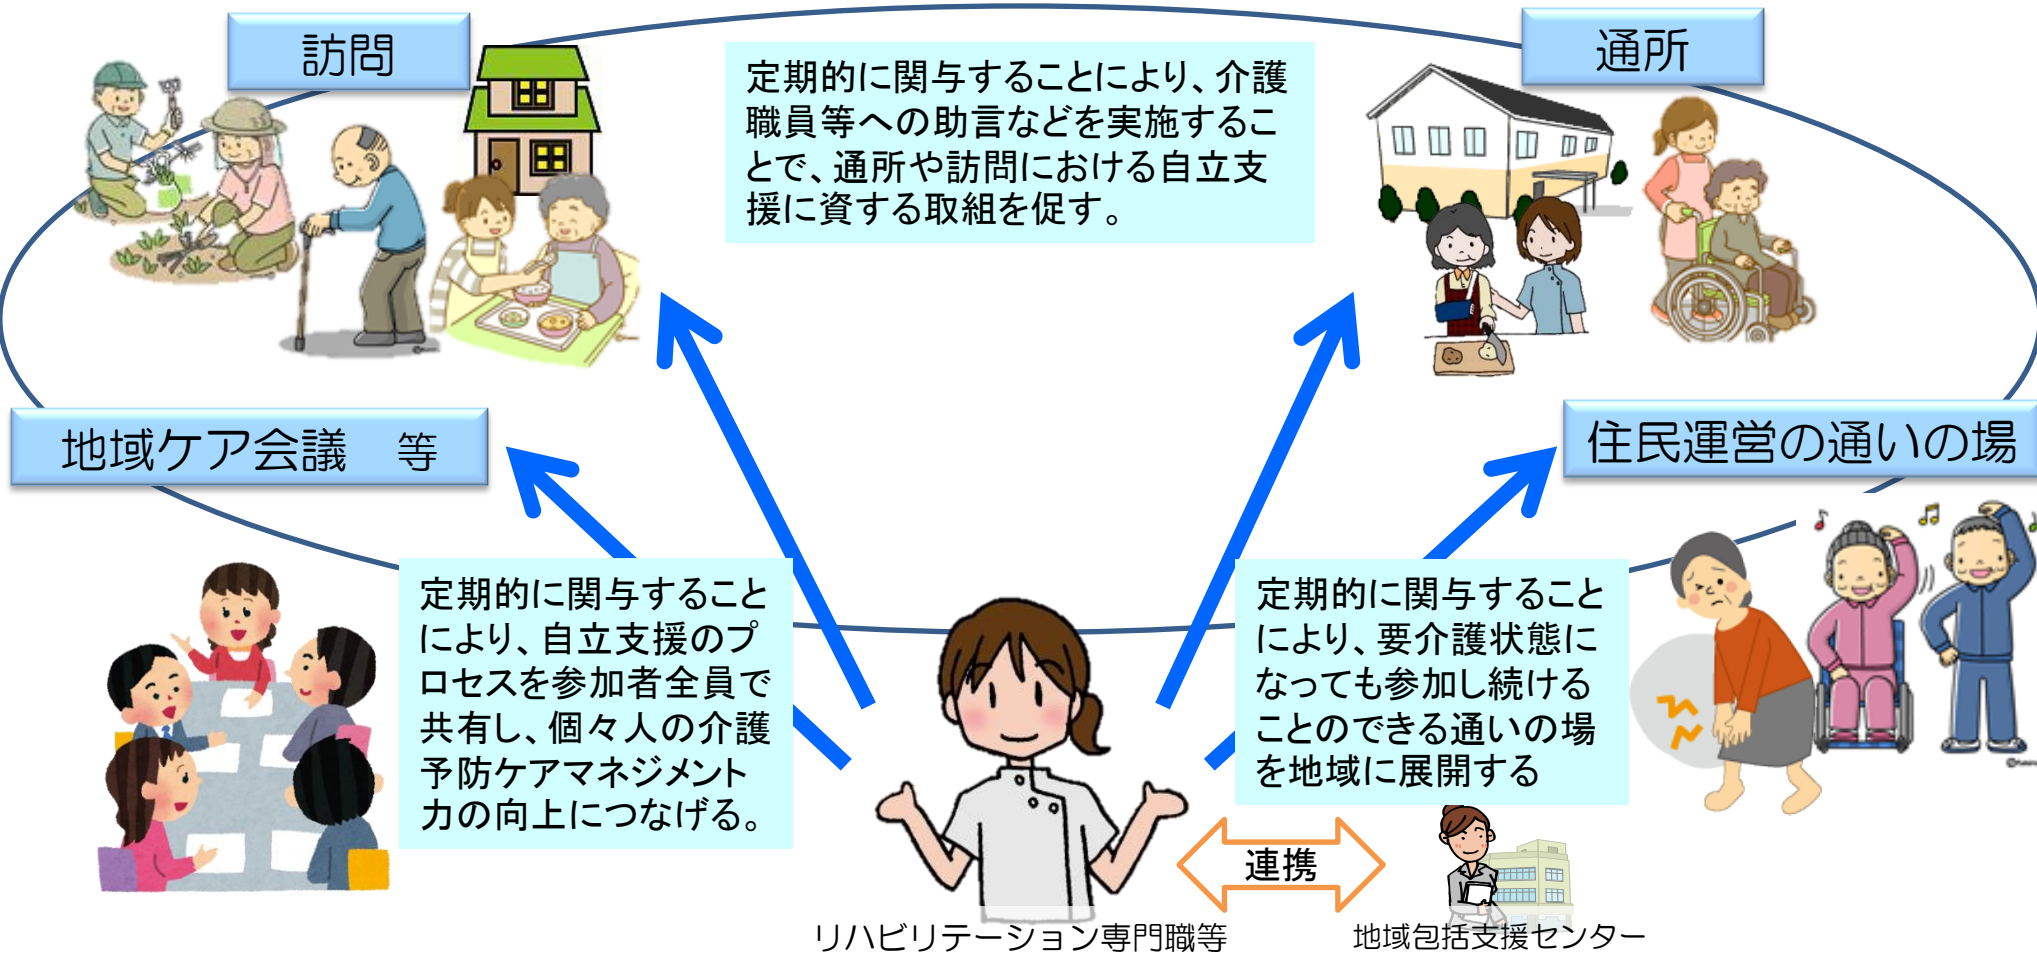 訪問
通所
定期的に関与することにより、介護
職員等への助言などを実施するこ
とで、通所や訪問における自立支
援に資する取組を促す。
地域ケア会議　等
住民運営の通いの場
定期的に関与すること
により、自立支援のプ
ロセスを参加者全員で
共有し、個々人の介護
予防ケアマネジメント
力の向上につなげる。
定期的に関与すること
により、要介護状態に
なっても参加し続ける
ことのできる通いの場
を地域に展開する
連携
リハビリテーション専門職等
地域包括支援センター